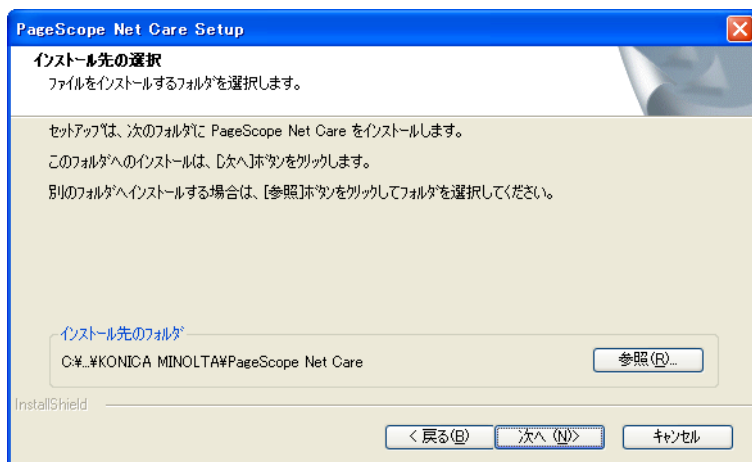 PageScope Net Care Setup
インストール先の選択
ファイルをインストールするフォルダを選択します。
セットアップは、次のフォルダに PageScope Net Care をインストールします。
このフォルダへのインストールは、[次へ]ボタンをクリックします。
別のフォルダへインストールする場合は、[参照]ボタンをクリックしてフォルダを選択してください。
インストール先のフォルダ
C:¥...¥KONICA MINOLTA¥PageScope Net Care
参照(R)...
InstallShield
< 戻る(B)
次へ (N)>
キャンセル